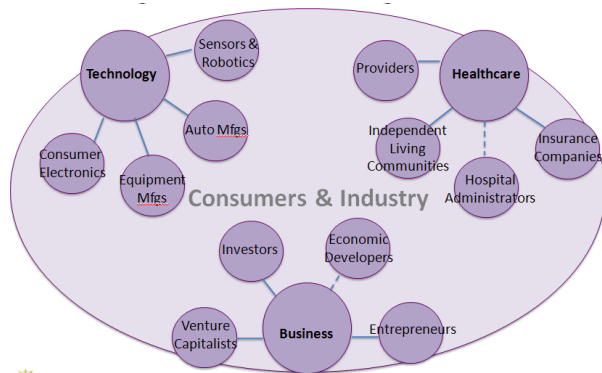 Technology
Sensors &
Robotics
Auto Mfgs
Equipment
Mfgs
Consumer
Electronics
Providers
Healthcare
Independent
Living
Communities
Hospital
Administrators
Insurance
Companies
Consumers & Industry
Investors
Economic
Developers
Venture
Capitalists
Business
Entrepreneurs